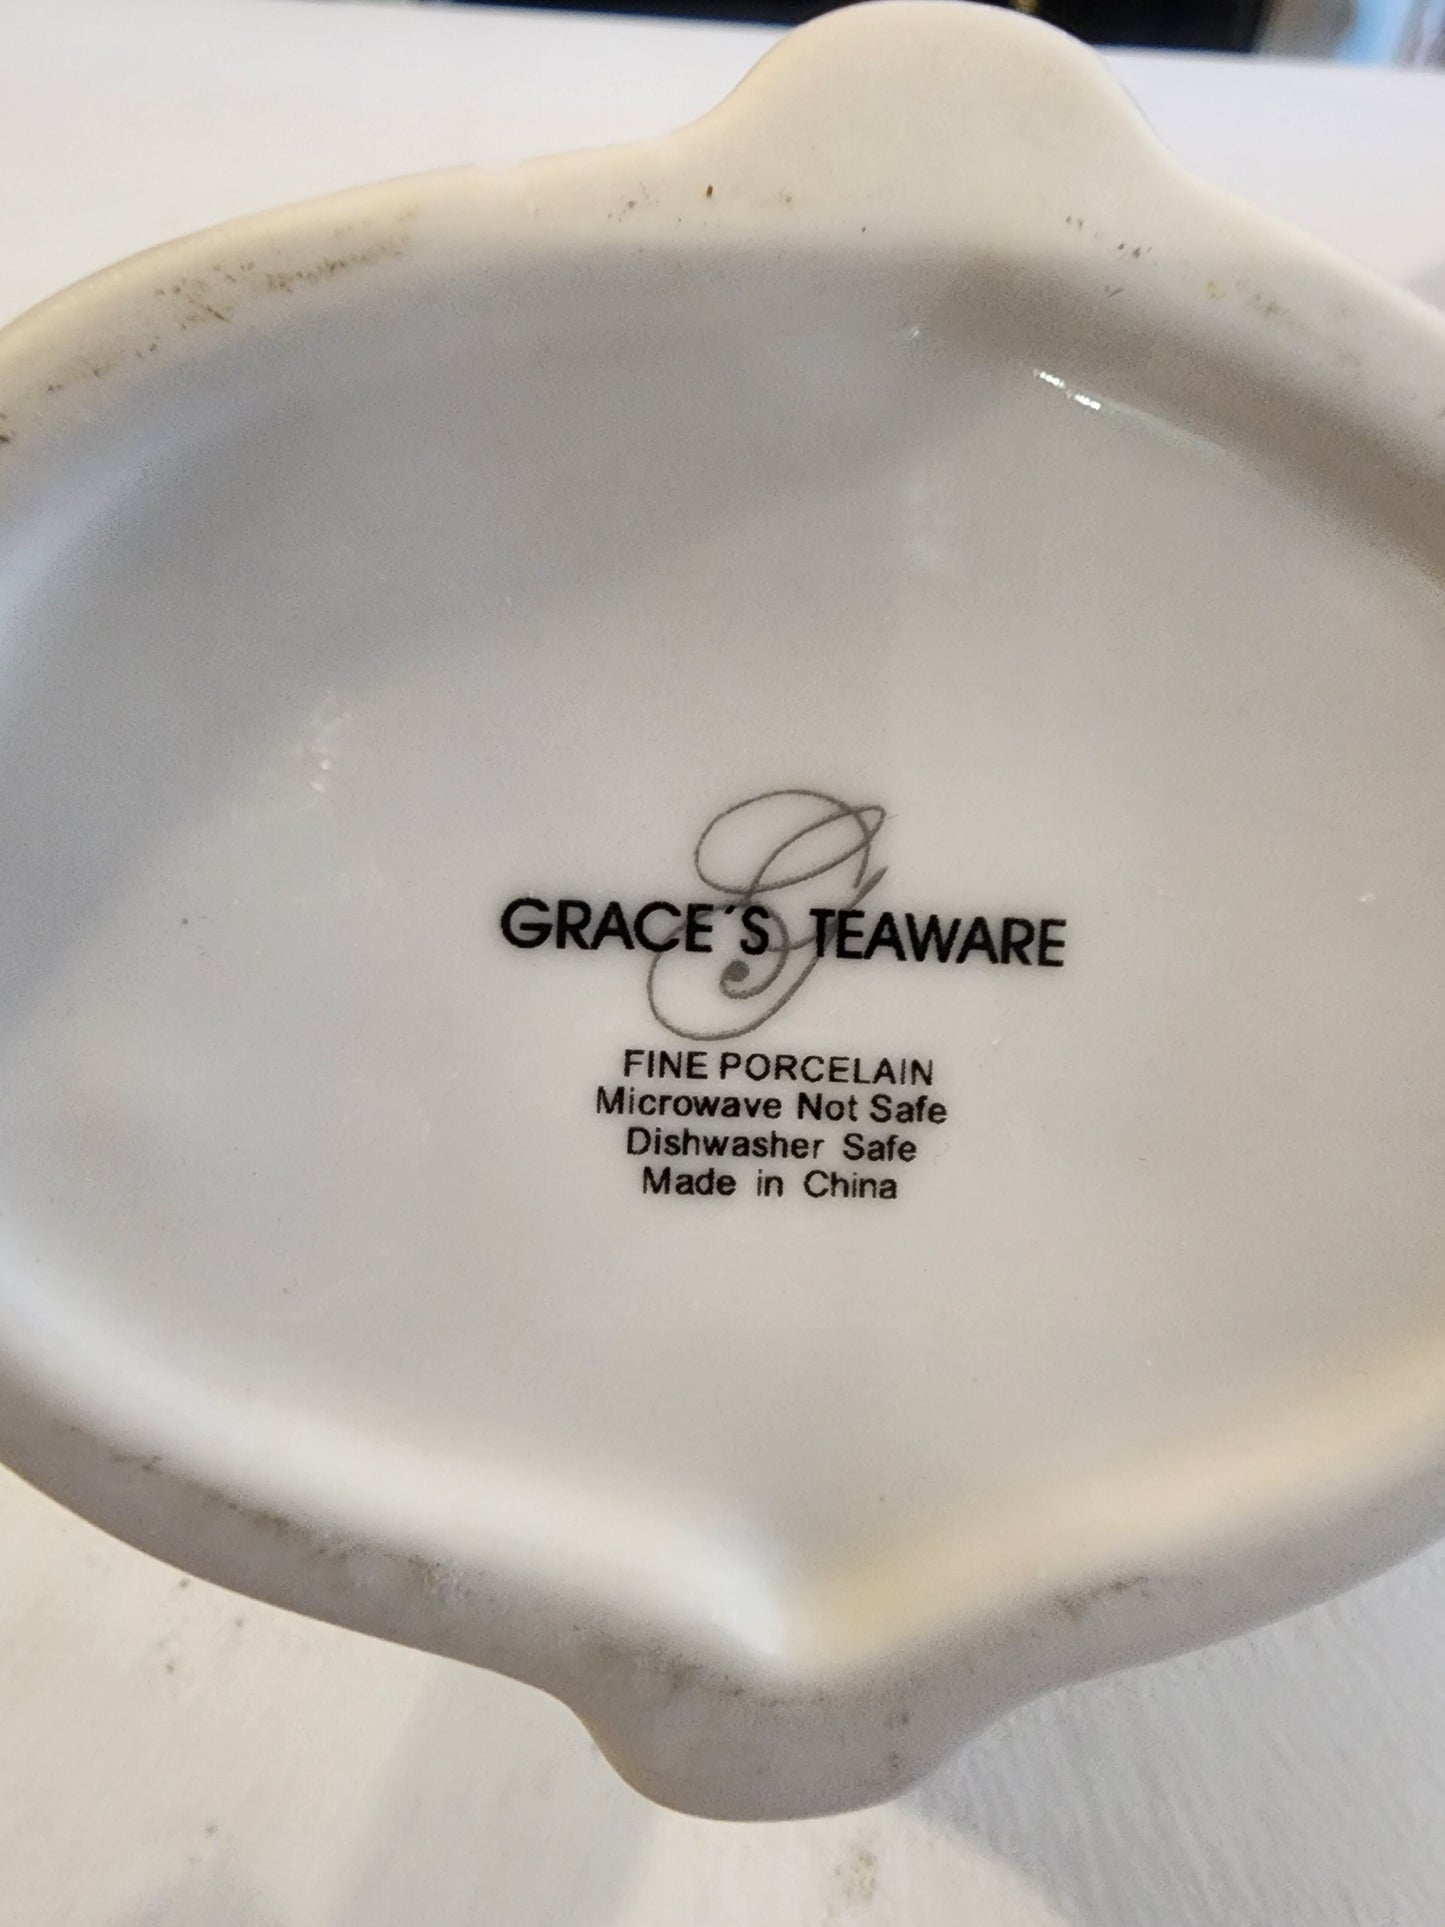 G
GRACE´S TEAWARE
FINE PORCELAIN
Microwave Not Safe
Dishwasher Safe
Made in China